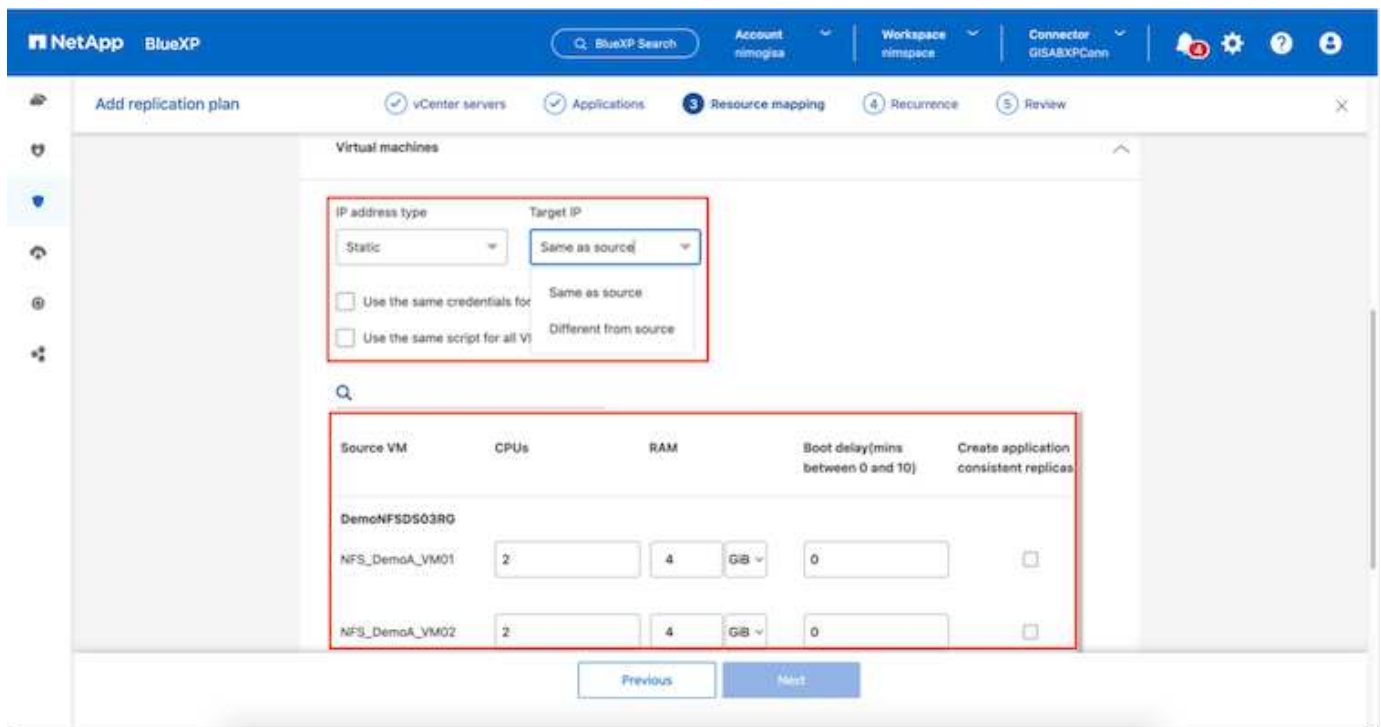 NetApp BlueXP
BlueXP Search
Account
nimogisa
Workspace
nimspace
Connector
GISABXPConn
4
Add replication plan
vCenter servers
Applications
3 Resource mapping
4 Recurrence
5 Review
Virtual machines
IP address type
Target IP
Static
Same as source
Use the same credentials for
Same as source
Use the same script for all V
Different from source
Source VM
CPUs
RAM
Boot delay(mins
between 0 and 10)
Create application
consistent replicas
DemoNFSDS03RG
NFS_DemoA_VM01 2 4 GiB 0
NFS_DemoA_VM02 2 4 GiB 0
Previous
Next